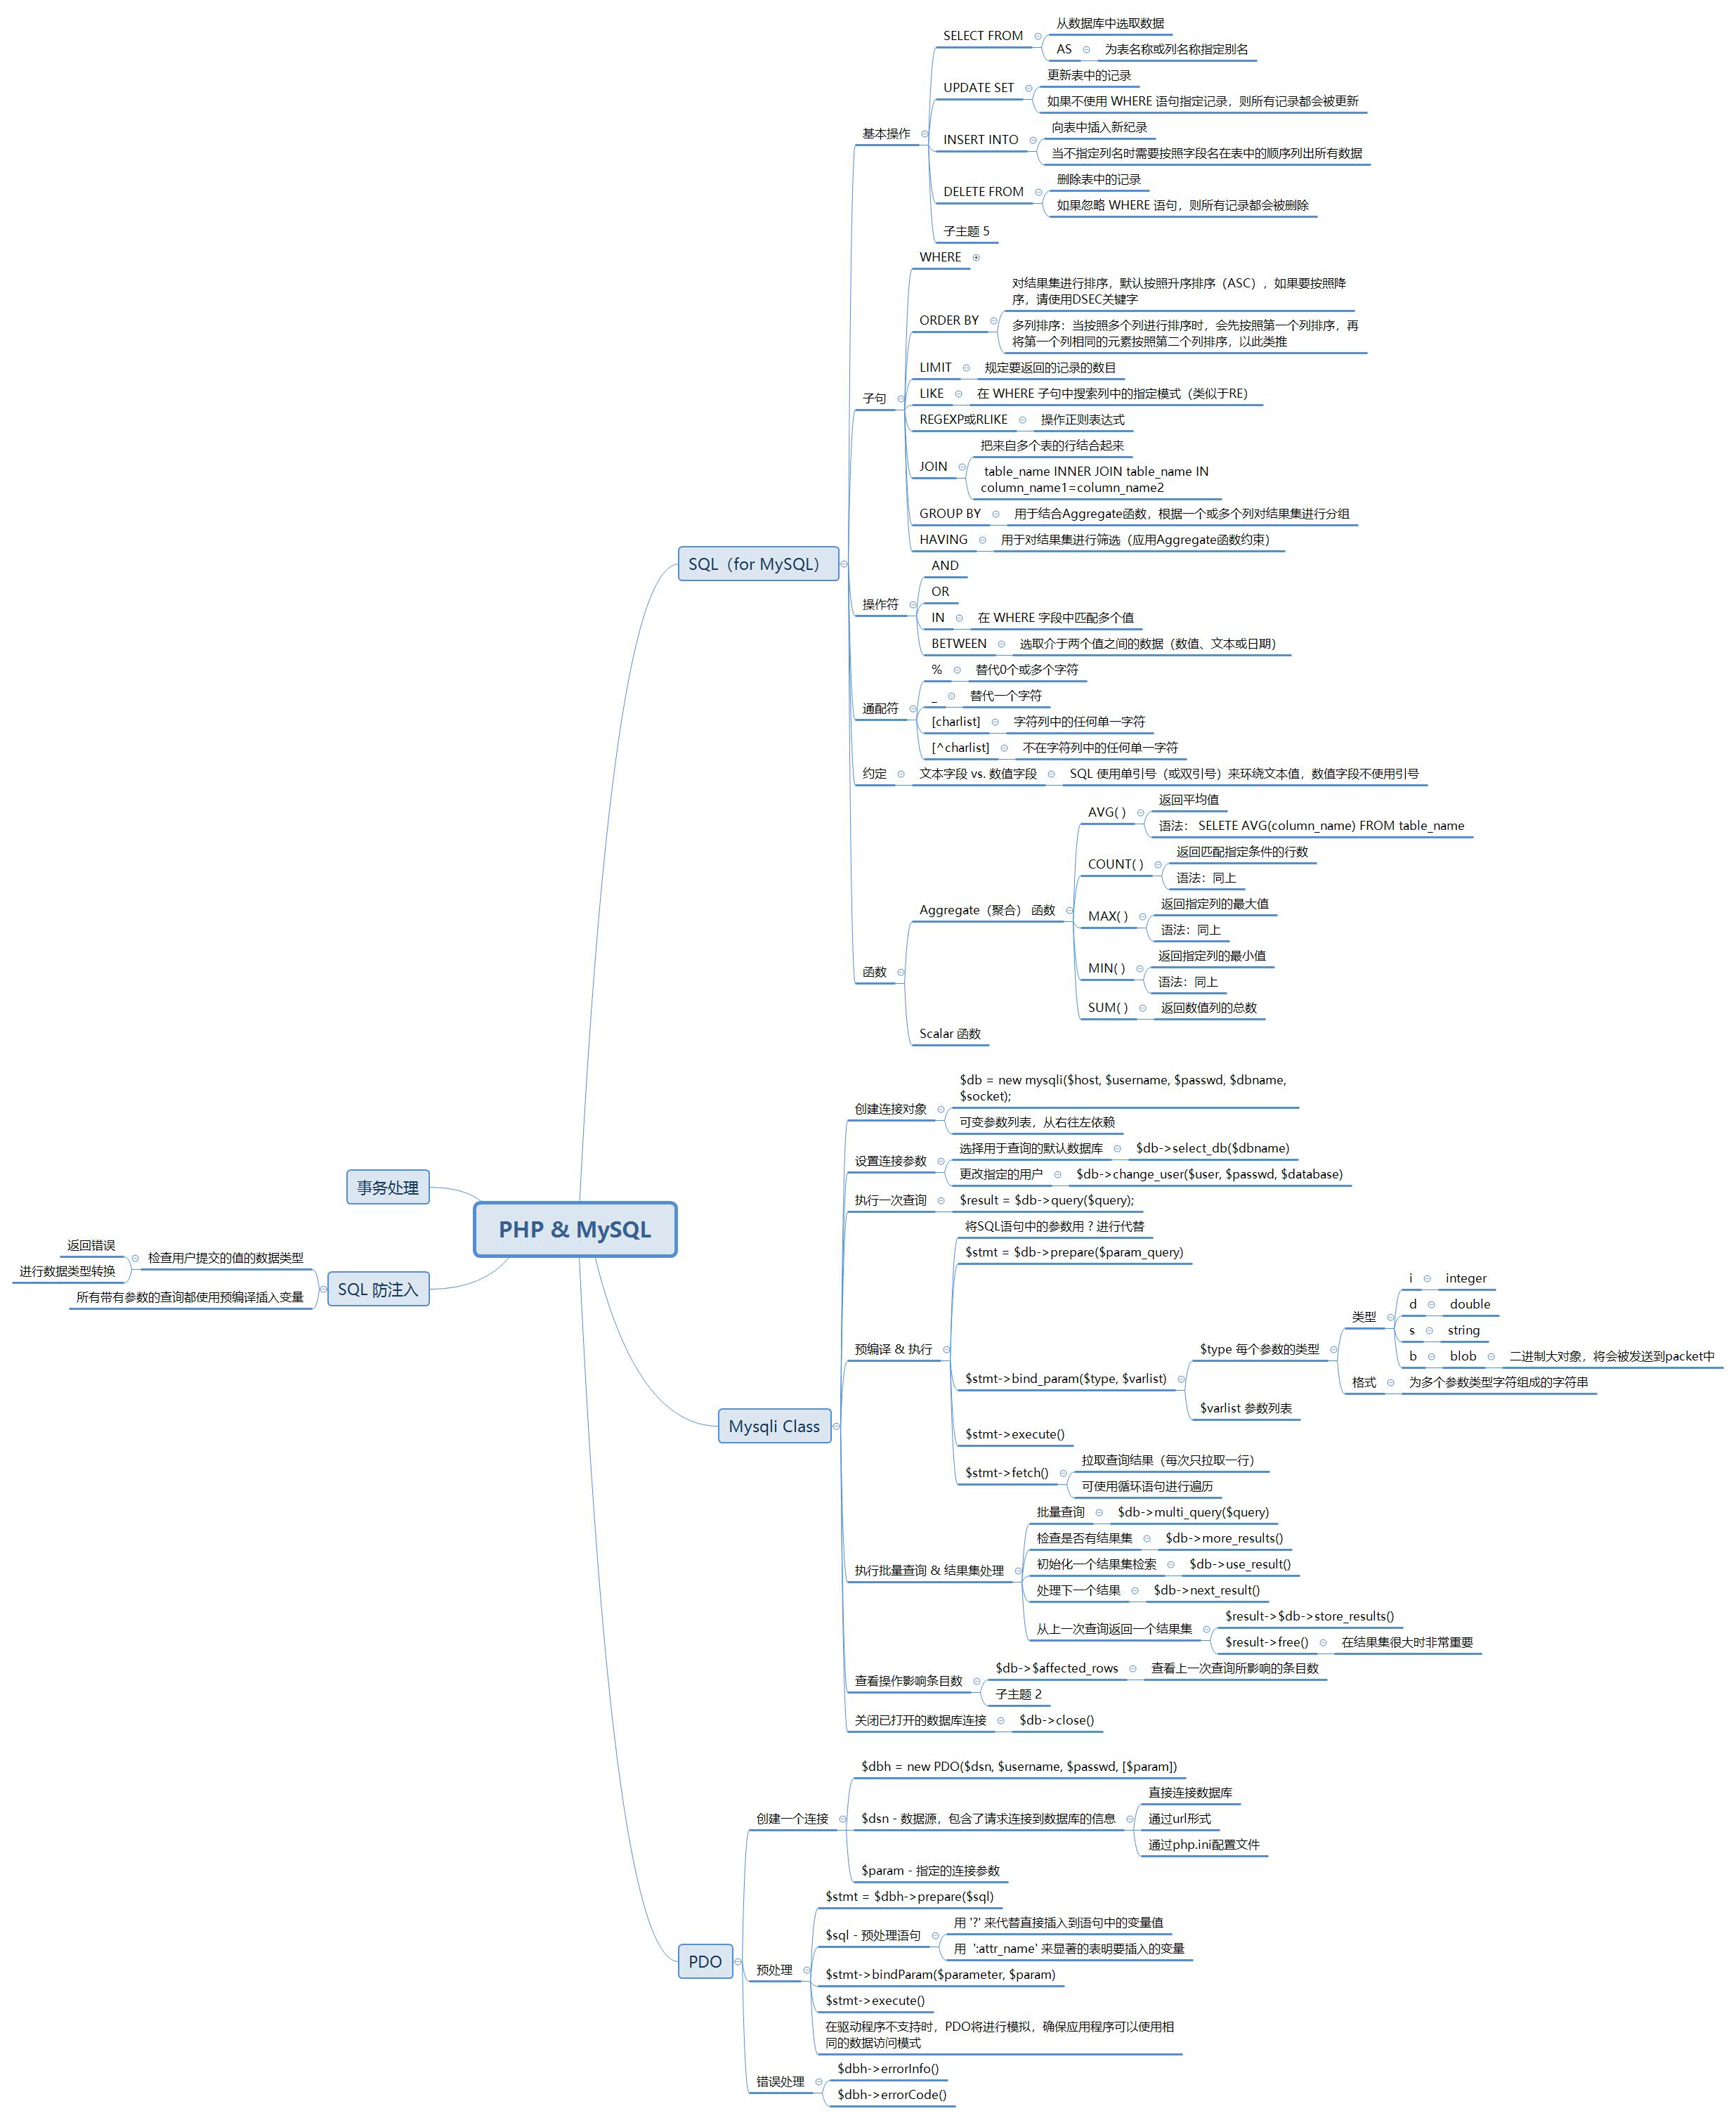 SELECT FROM
从数据库中选取数据
AS
为表名称或列名称指定别名
UPDATE SET
更新表中的记录
如果不使用 WHERE 语句指定记录，则所有记录都会被更新
基本操作
INSERT INTO
向表中插入新纪录
当不指定列名时需要按照字段名在表中的顺序列出所有数据
DELETE FROM
删除表中的记录
如果忽略 WHERE 语句，则所有记录都会被删除
子主题 5
WHERE
ORDER BY
对结果集进行排序，默认按照升序排序（ASC），如果要按照降
序，请使用DSEC关键字
多列排序：当按照多个列进行排序时，会先按照第一个列排序，再
将第一个列相同的元素按照第二个列排序，以此类推
LIMIT
规定要返回的记录的数目
子句
LIKE
在 WHERE 子句中搜索列中的指定模式（类似于RE）
REGEXP或RLIKE
操作正则表达式
JOIN
把来自多个表的行结合起来
table_name INNER JOIN table_name IN
column_name1=column_name2
GROUP BY
用于结合Aggregate函数，根据一个或多个列对结果集进行分组
HAVING
用于对结果集进行筛选（应用Aggregate函数约束）
SQL（for MySQL）
操作符
AND
OR
IN
在 WHERE 字段中匹配多个值
BETWEEN
选取介于两个值之间的数据（数值、文本或日期）
通配符
%
替代0个或多个字符
_
替代一个字符
[charlist]
字符列中的任何单一字符
[^charlist]
不在字符列中的任何单一字符
约定
文本字段 vs. 数值字段
SQL 使用单引号（或双引号）来环绕文本值，数值字段不使用引号
函数
Aggregate（聚合） 函数
AVG( )
返回平均值
语法： SELETE AVG(column_name) FROM table_name
COUNT( )
返回匹配指定条件的行数
语法：同上
MAX( )
返回指定列的最大值
语法：同上
MIN( )
返回指定列的最小值
语法：同上
SUM( )
返回数值列的总数
Scalar 函数
PHP & MySQL
事务处理
SQL 防注入
检查用户提交的值的数据类型
返回错误
进行数据类型转换
所有带有参数的查询都使用预编译插入变量
Mysqli Class
创建连接对象
$db = new mysqli($host, $username, $passwd, $dbname,
$socket);
可变参数列表，从右往左依赖
设置连接参数
选择用于查询的默认数据库
$db->select_db($dbname)
更改指定的用户
$db->change_user($user, $passwd, $database)
执行一次查询
$result = $db->query($query);
预编译 & 执行
将SQL语句中的参数用 ? 进行代替
$stmt = $db->prepare($param_query)
$stmt->bind_param($type, $varlist)
$type 每个参数的类型
类型
i
integer
d
double
s
string
b
blob
二进制大对象，将会被发送到packet中
格式
为多个参数类型字符组成的字符串
$varlist 参数列表
$stmt->execute()
$stmt->fetch()
拉取查询结果（每次只拉取一行）
可使用循环语句进行遍历
执行批量查询 & 结果集处理
批量查询
$db->multi_query($query)
检查是否有结果集
$db->more_results()
初始化一个结果集检索
$db->use_result()
处理下一个结果
$db->next_result()
从上一次查询返回一个结果集
$result->$db->store_results()
$result->free()
在结果集很大时非常重要
查看操作影响条目数
$db->$affected_rows
查看上一次查询所影响的条目数
子主题 2
关闭已打开的数据库连接
$db->close()
PDO
创建一个连接
$dbh = new PDO($dsn, $username, $passwd, [$param])
$dsn - 数据源，包含了请求连接到数据库的信息
直接连接数据库
通过url形式
通过php.ini配置文件
$param - 指定的连接参数
预处理
$stmt = $dbh->prepare($sql)
$sql - 预处理语句
用 '?' 来代替直接插入到语句中的变量值
用 ':attr_name' 来显著的表明要插入的变量
$stmt->bindParam($parameter, $param)
$stmt->execute()
在驱动程序不支持时，PDO将进行模拟，确保应用程序可以使用相
同的数据访问模式
错误处理
$dbh->errorInfo()
$dbh->errorCode()